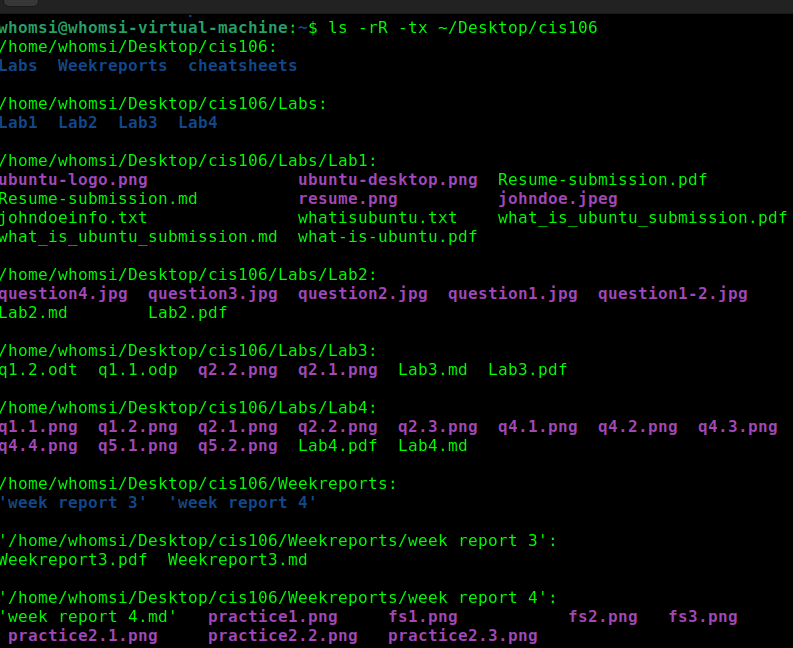 whomsi@whomsi-virtual-machine:~$ ls -rR -tx ~/Desktop/cis106
/home/whomsi/Desktop/cis106:
Labs  Weekreports  cheatsheets
/home/whomsi/Desktop/cis106/Labs:
Lab1  Lab2  Lab3  Lab4
/home/whomsi/Desktop/cis106/Labs/Lab1:
ubuntu-logo.png               ubuntu-desktop.png  Resume-submission.pdf
Resume-submission.md          resume.png          johndoe.jpeg
johndoeinfo.txt               whatisubuntu.txt    what_is_ubuntu_submission.pdf
what_is_ubuntu_submission.md  what-is-ubuntu.pdf
/home/whomsi/Desktop/cis106/Labs/Lab2:
question4.jpg  question3.jpg  question2.jpg  question1.jpg  question1-2.jpg
Lab2.md        Lab2.pdf
/home/whomsi/Desktop/cis106/Labs/Lab3:
q1.2.odt  q1.1.odp  q2.2.png  q2.1.png  Lab3.md  Lab3.pdf
/home/whomsi/Desktop/cis106/Labs/Lab4:
q1.1.png  q1.2.png  q2.1.png  q2.2.png  q2.3.png  q4.1.png  q4.2.png  q4.3.png
q4.4.png  q5.1.png  q5.2.png  Lab4.pdf  Lab4.md
/home/whomsi/Desktop/cis106/Weekreports:
'week report 3'  'week report 4'
'/home/whomsi/Desktop/cis106/Weekreports/week report 3':
Weekreport3.pdf  Weekreport3.md
'/home/whomsi/Desktop/cis106/Weekreports/week report 4':
'week report 4.md'   practice1.png     fs1.png           fs2.png   fs3.png
 practice2.1.png     practice2.2.png   practice2.3.png